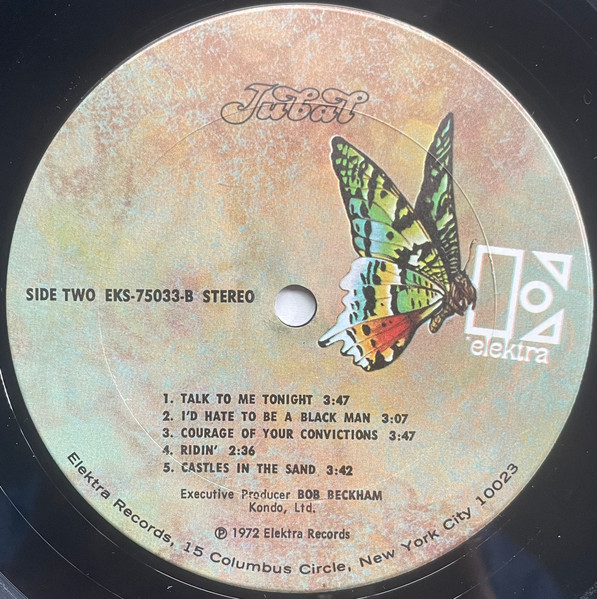 Jubal
SIDE TWO EKS-75033-B STEREO
elektra
1. TALK TO ME TONIGHT 3:47
2. I'D HATE TO BE A BLACK MAN 3:07
3. COURAGE OF YOUR CONVICTIONS 3:47
4. RIDIN' 2:36
5. CASTLES IN THE SAND 3:42
Executive Producer BOB BECKHAM
Kondo, Ltd.
℗ 1972 Elektra Records
Elektra Records, 15 Columbus Circle, New York City 10023